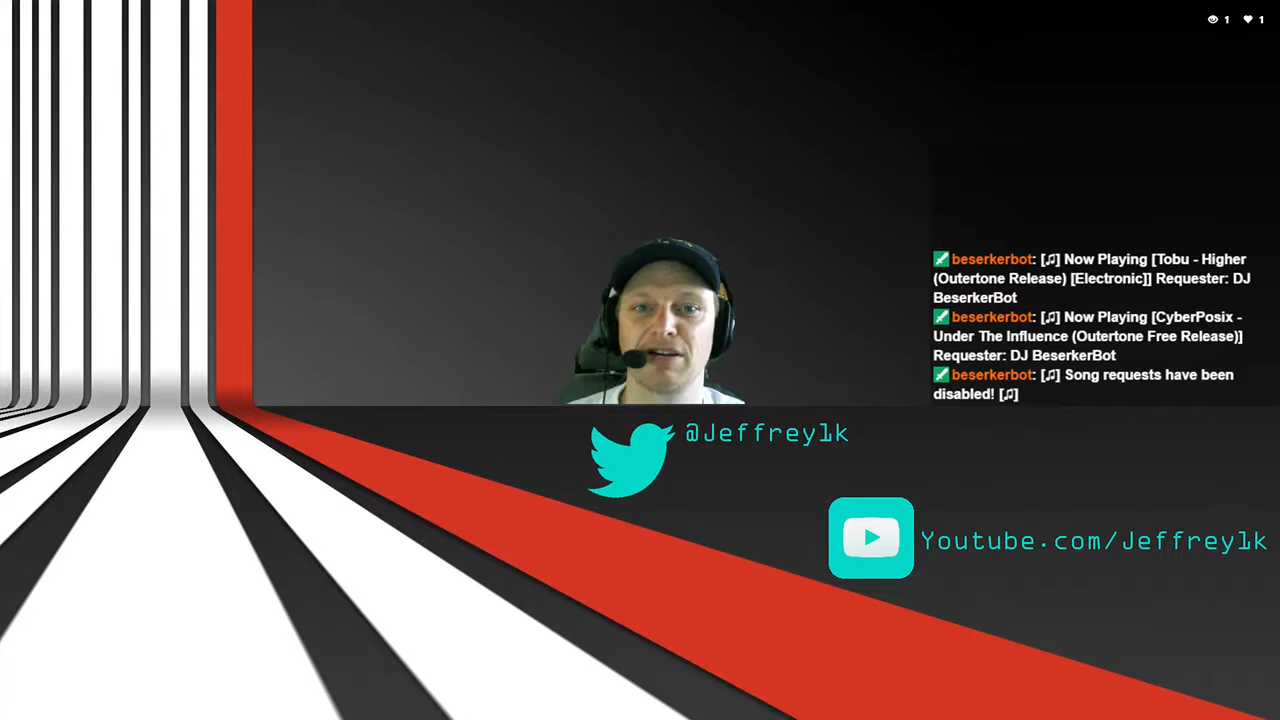 1 1
beserkerbot: [♫] Now Playing [Tobu - Higher
(Outertone Release) [Electronic]] Requester: DJ
BeserkerBot
beserkerbot: [♫] Now Playing [CyberPosix -
Under The Influence (Outertone Free Release)]
Requester: DJ BeserkerBot
beserkerbot: [♫] Song requests have been
disabled! [♫]
@Jeffrey1k
Youtube.com/Jeffrey1k